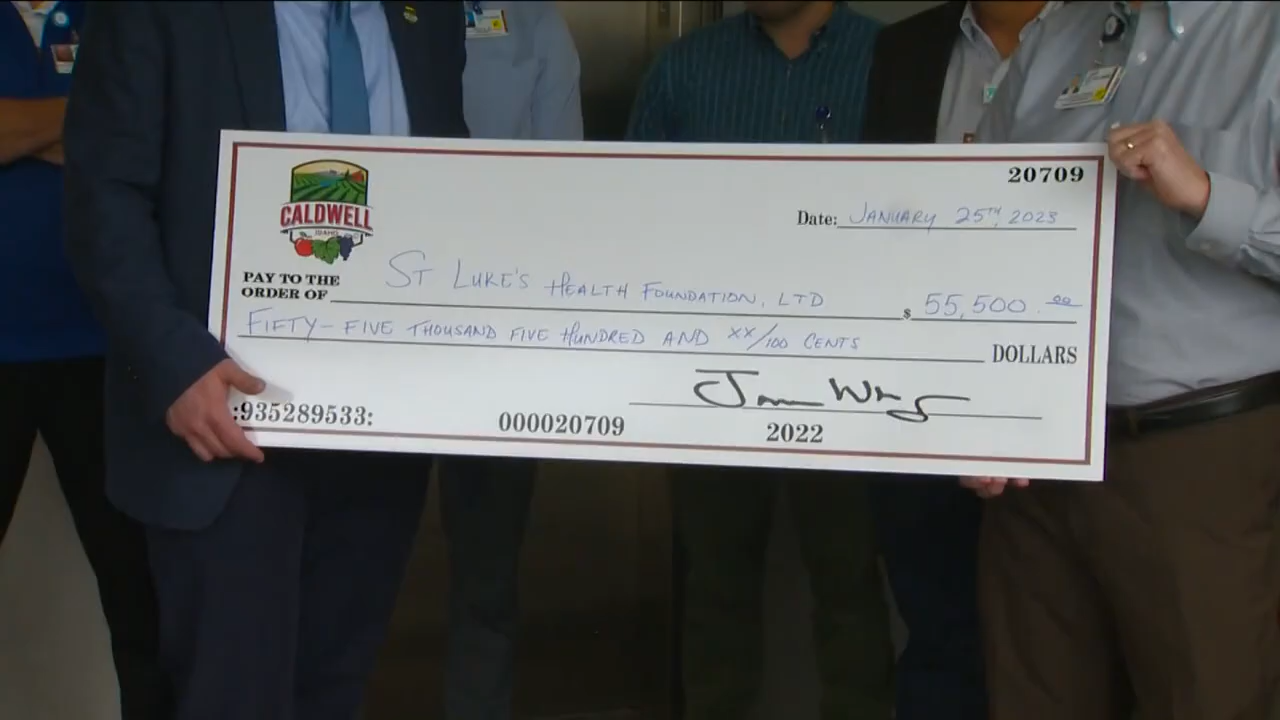 20709
CALDWELL
IDAHO
Date: JANUARY 25TH, 2023
PAY TO THE
ORDER OF
ST LUKE'S HEALTH FOUNDATION, LTD
$ 55,500.00
FIFTY-FIVE THOUSAND FIVE HUNDRED AND XX/100 CENTS
DOLLARS
:935289533:
000020709
2022